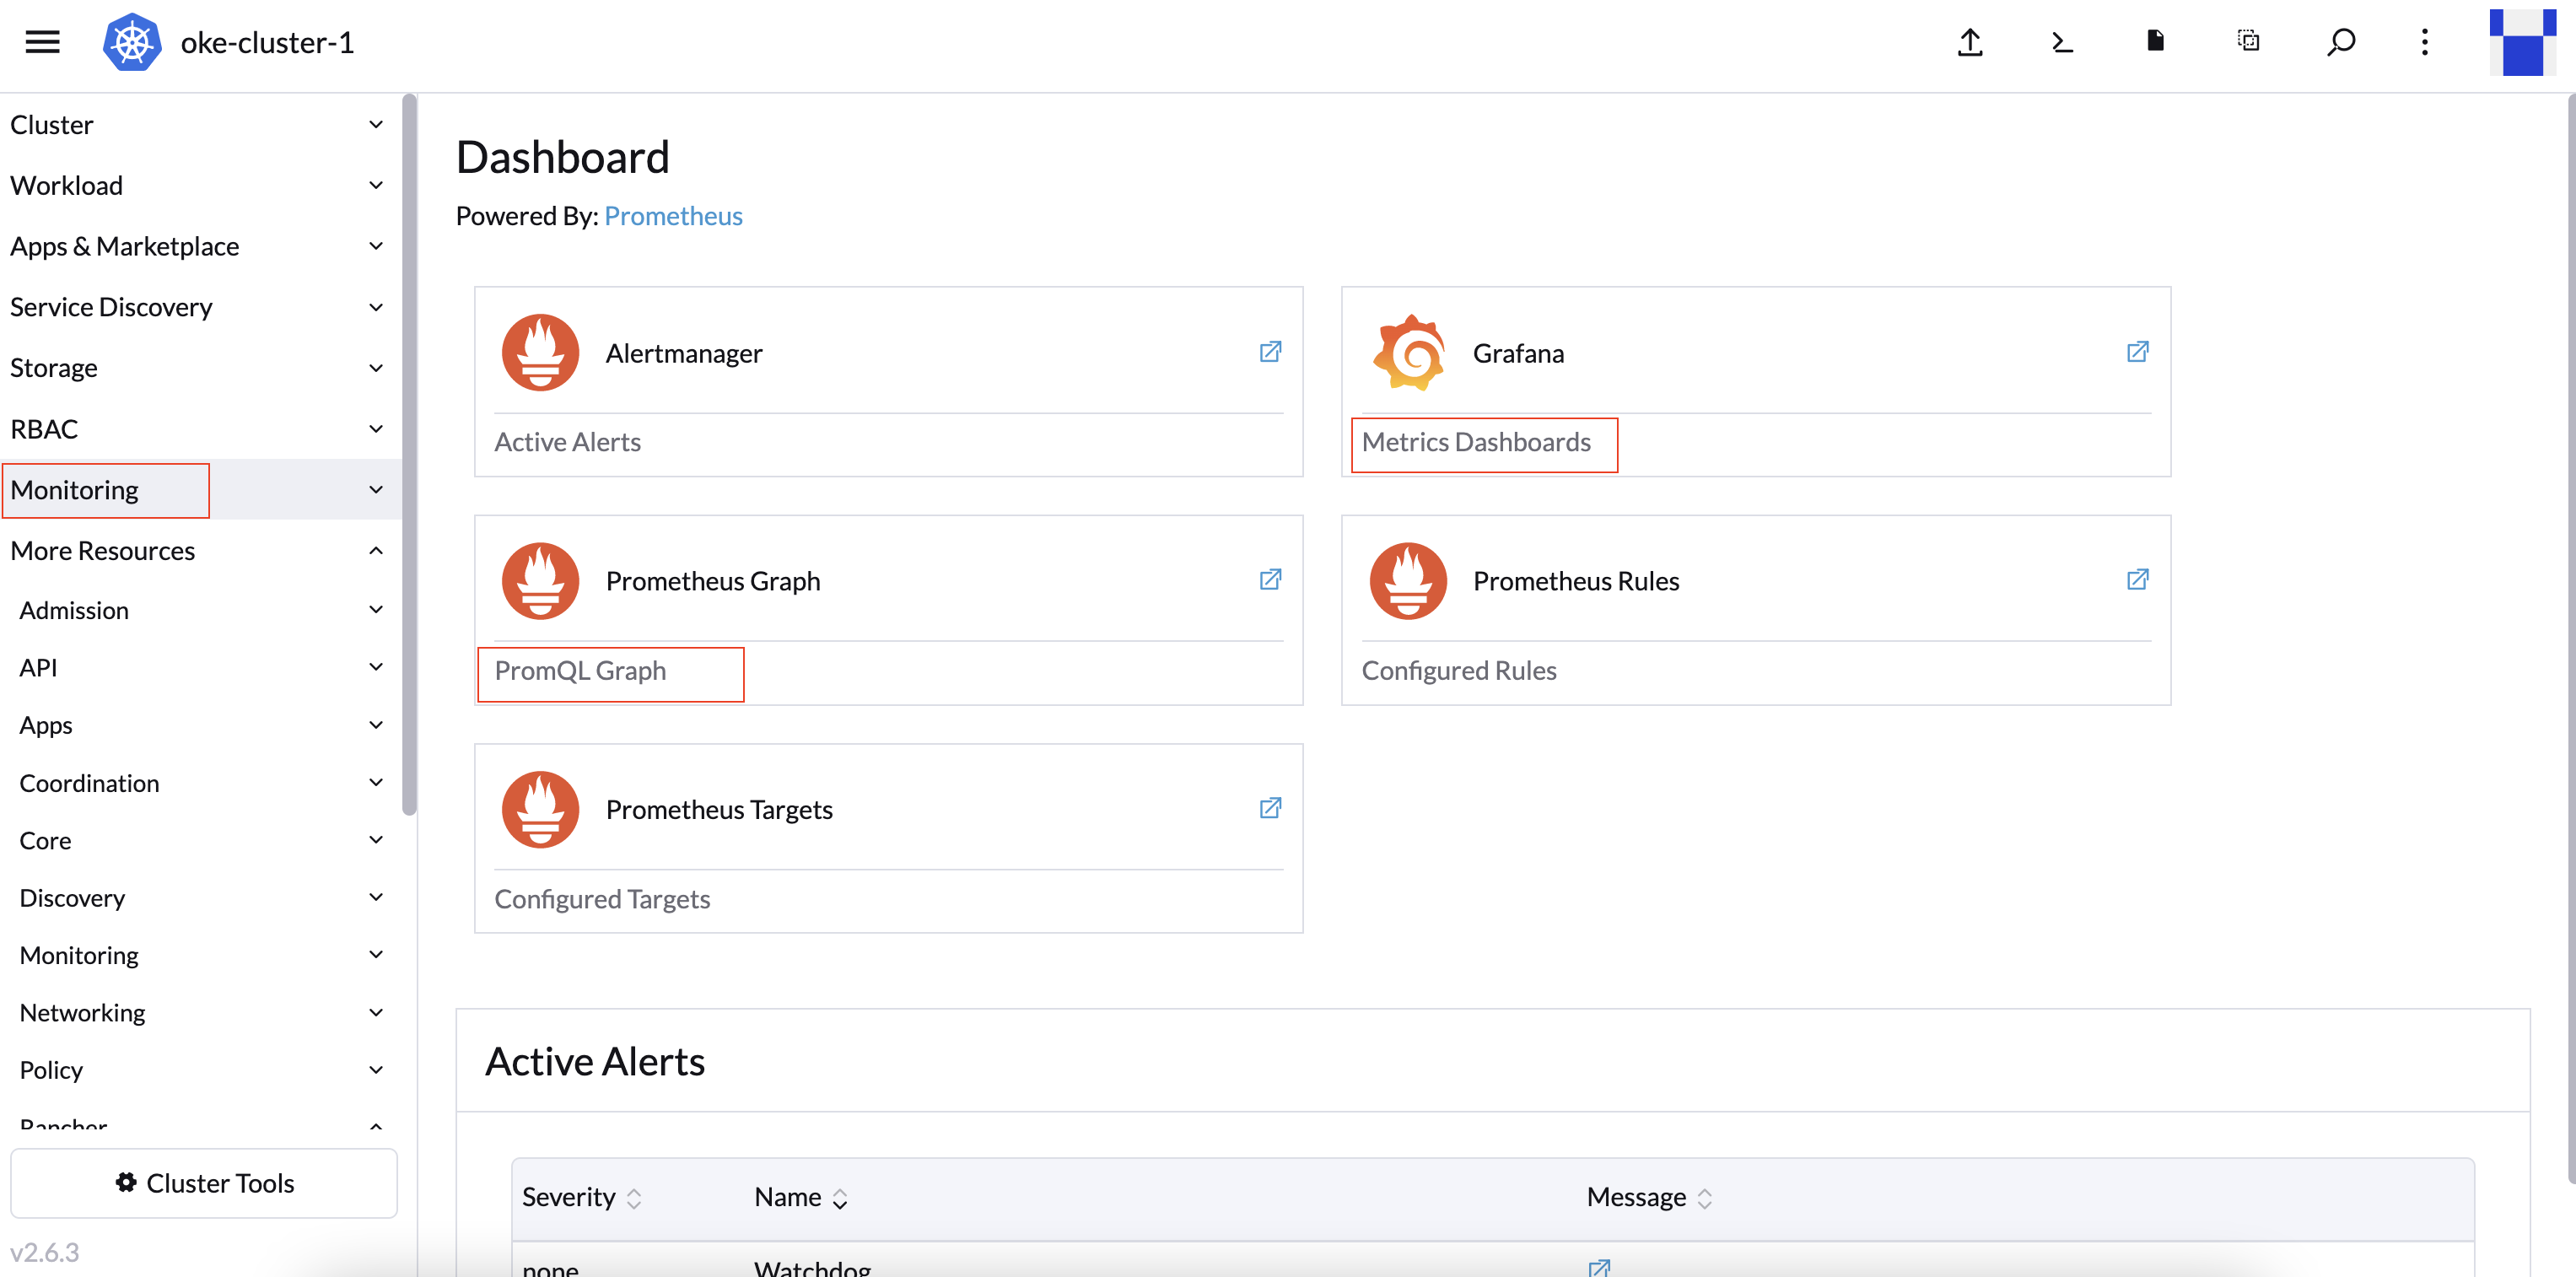 oke-cluster-1
Cluster
Workload
Apps & Marketplace
Service Discovery
Storage
RBAC
Monitoring
More Resources
Admission
API
Apps
Coordination
Core
Discovery
Monitoring
Networking
Policy
Rancher
Cluster Tools
v2.6.3
Dashboard
Powered By: Prometheus
Alertmanager
Active Alerts
Grafana
Metrics Dashboards
Prometheus Graph
PromQL Graph
Prometheus Rules
Configured Rules
Prometheus Targets
Configured Targets
Active Alerts
Severity Name Message
none Watchdog